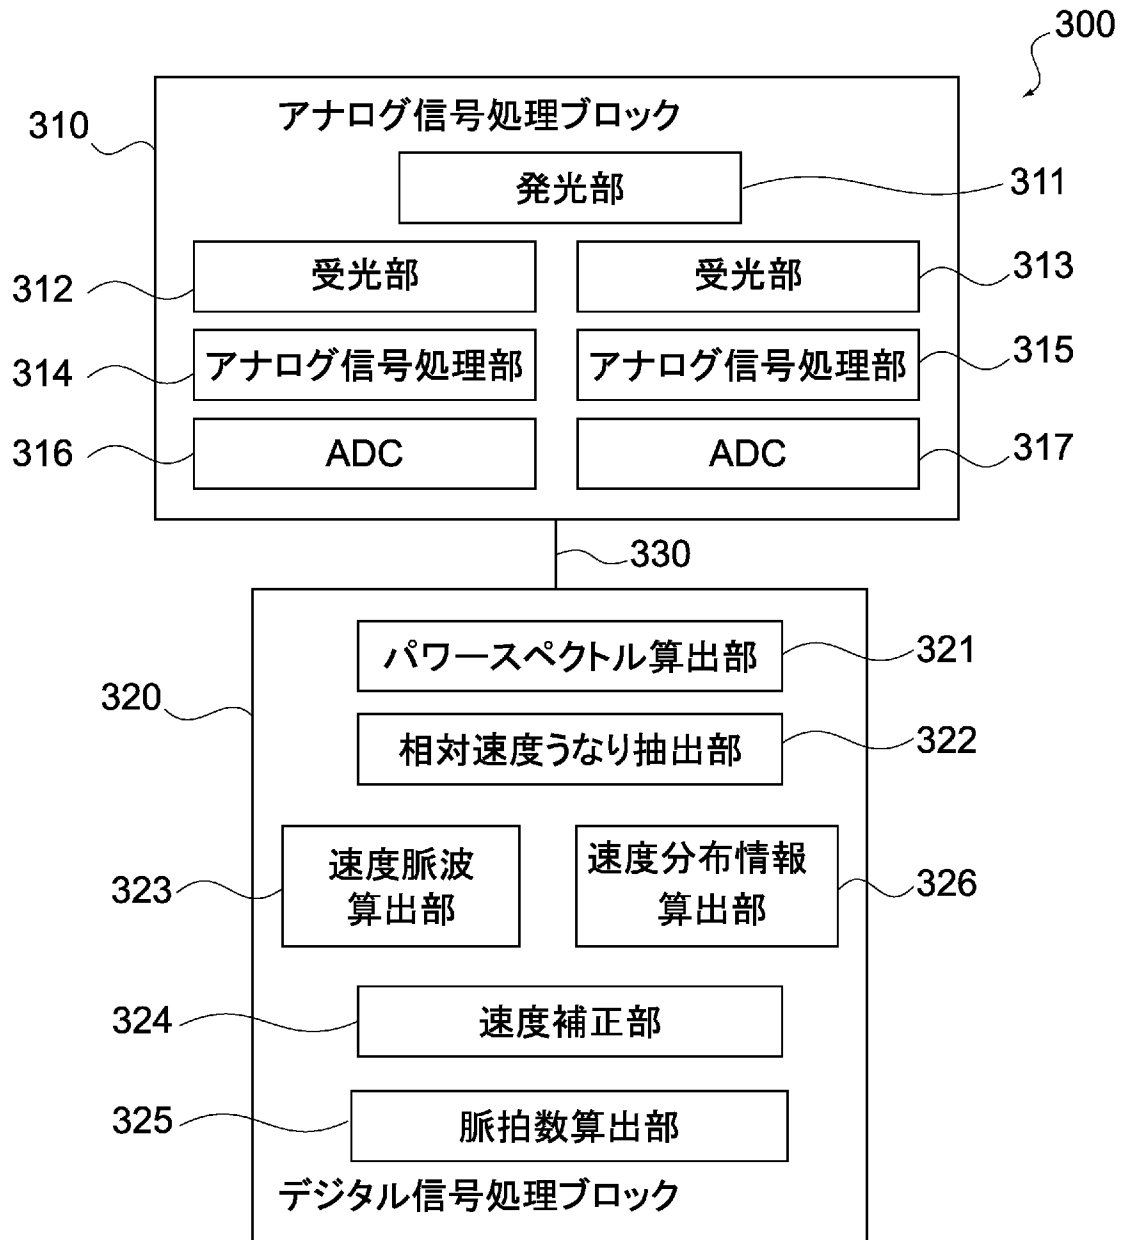 300
アナログ信号処理ブロック
310
発光部
311
受光部
受光部
312
313
アナログ信号処理部
アナログ信号処理部
314
315
ADC
ADC
316
317
330
パワースペクトル算出部
321
320
相対速度うなり抽出部
322
速度脈波
算出部
323
速度分布情報
算出部
326
324
速度補正部
325
脈拍数算出部
デジタル信号処理ブロック